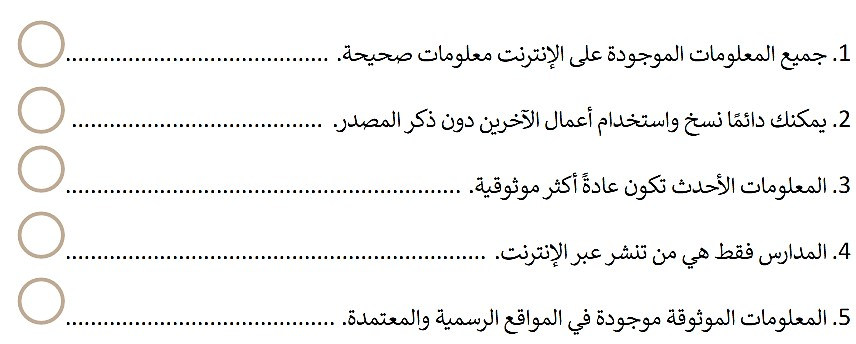 1. جميع المعلومات الموجودة على الإنترنت معلومات صحيحة. ..........................................
2. يمكنك دائمًا نسخ واستخدام أعمال الآخرين دون ذكر المصدر. ........................................
3. المعلومات الأحدث تكون عادةً أكثر موثوقية. ...............................................................
4. المدارس فقط هي من تنشر عبر الإنترنت. ...................................................................
5. المعلومات الموثوقة موجودة في المواقع الرسمية والمعتمدة. ...........................................